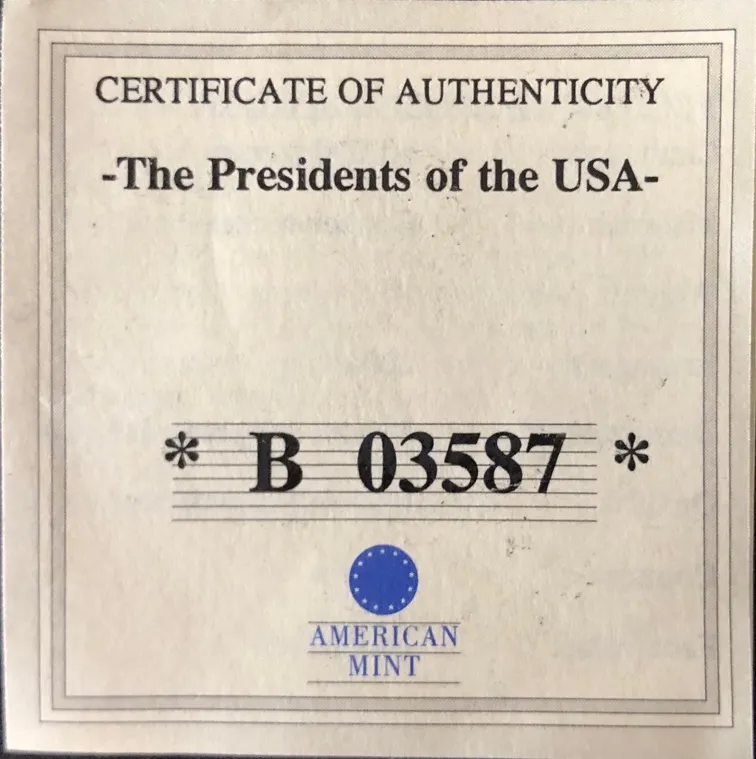 CERTIFICATE OF AUTHENTICITY
-The Presidents of the USA-
* B 03587 *
AMERICAN
MINT